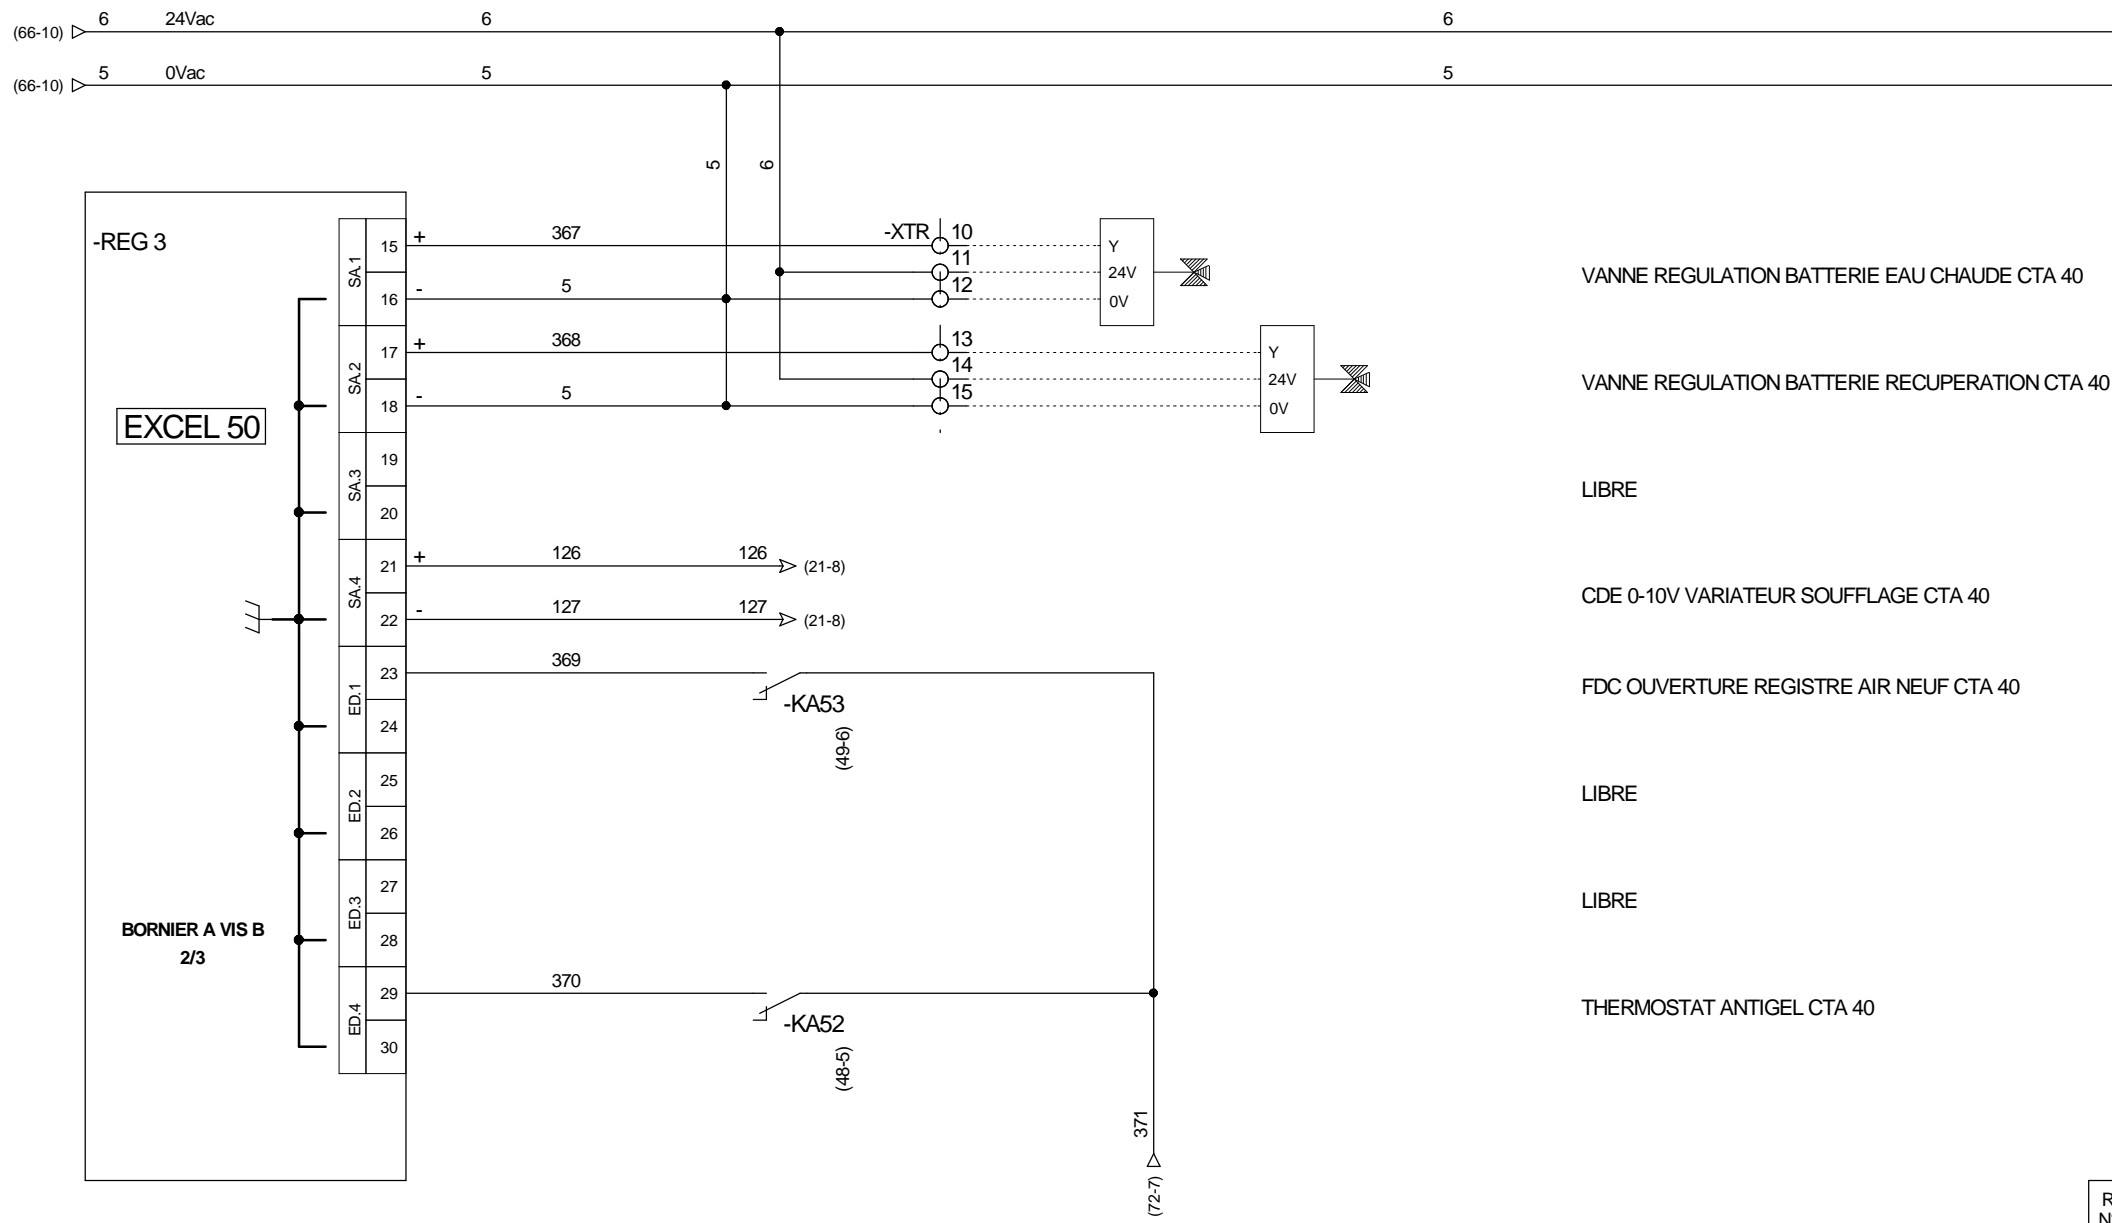 (66-10) 6 24Vac 6 6
(66-10) 5 0Vac 5 5
5 6
-REG 3
EXCEL 50
BORNIER A VIS B
2/3
SA.1 15 + 367 -XTR 10 Y
11 24V
16 - 5 12 0V
VANNE REGULATION BATTERIE EAU CHAUDE CTA 40
SA.2 17 + 368 13 Y
14 24V
18 - 5 15 0V
VANNE REGULATION BATTERIE RECUPERATION CTA 40
SA.3 19
20
LIBRE
SA.4 21 + 126 126 (21-8)
22 - 127 127 (21-8)
CDE 0-10V VARIATEUR SOUFFLAGE CTA 40
ED.1 23 369
-KA53
(49-6)
24
FDC OUVERTURE REGISTRE AIR NEUF CTA 40
ED.2 25
26
LIBRE
ED.3 27
28
LIBRE
ED.4 29 370
-KA52
(48-5)
30
THERMOSTAT ANTIGEL CTA 40
371
(72-7)